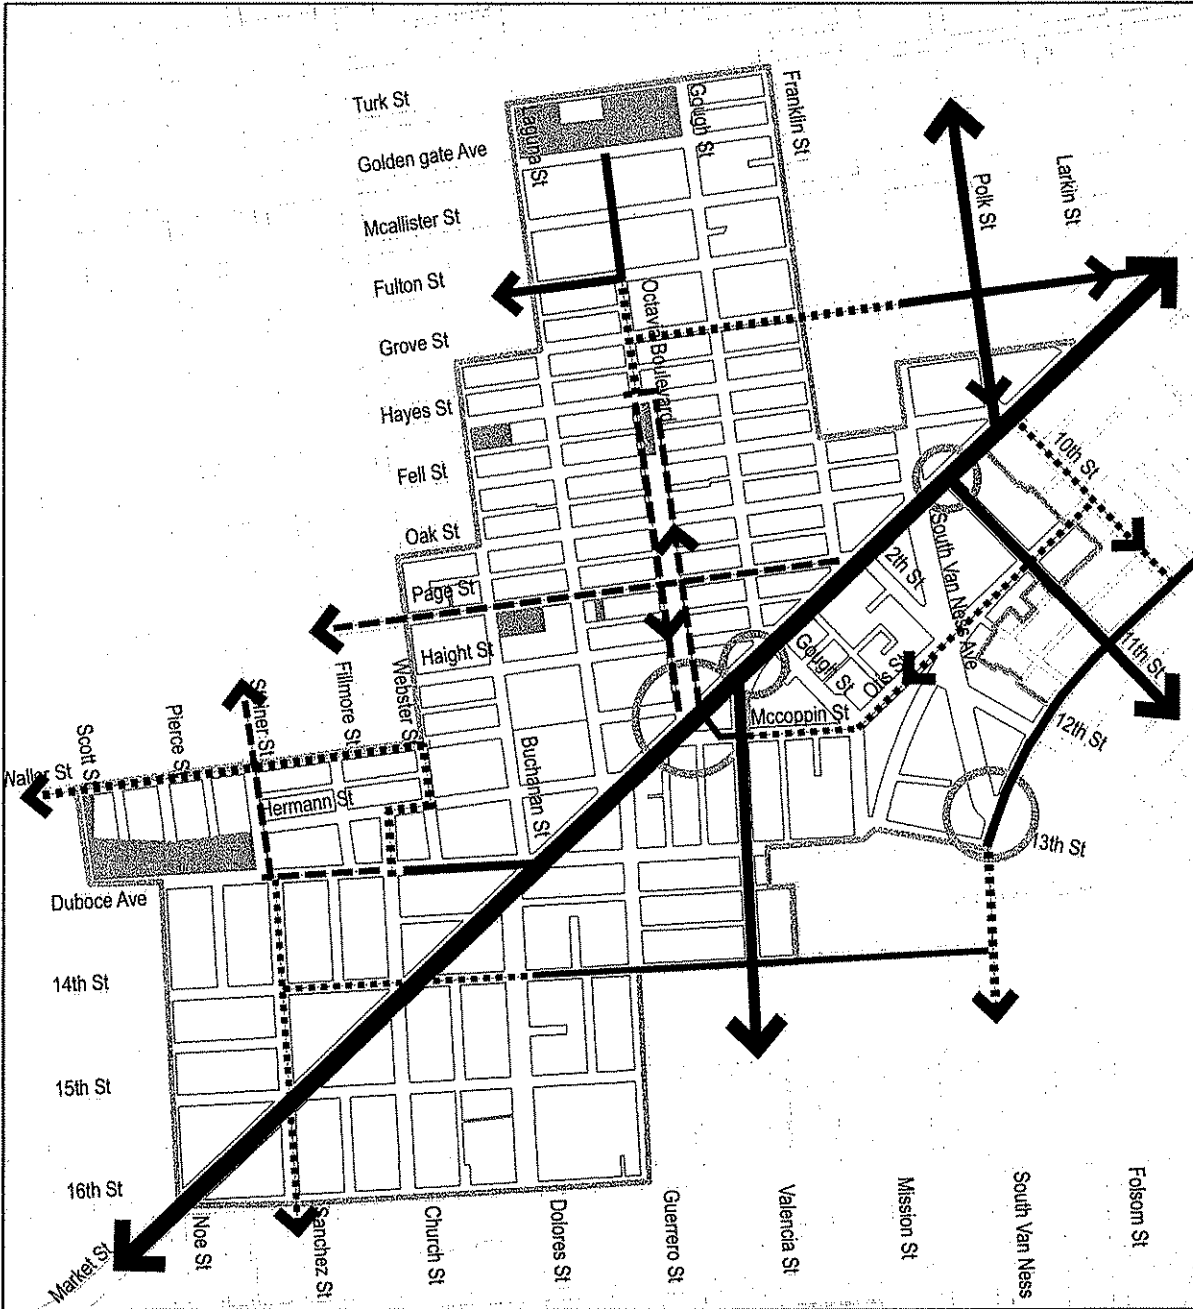 Turk St
Golden gate Ave
Mcallister St
Fulton St
Grove St
Hayes St
Fell St
Oak St
Page St
Haight St
Laguna St
Gough St
Franklin St
Octavia Boulevard
Polk St
Larkin St
10th St
South Van Ness Ave
2th St
Gough St
Otis St
Mccoppin St
11th St
12th St
13th St
Webster S
Fillmore St
Steiner St
Pierce S
Scott S
Waller St
Hermann St
Buchanan St
Duboce Ave
14th St
15th St
16th St
Market St
Noe St
Sanchez St
Church St
Dolores St
Guerrero St
Valencia St
Mission St
South Van Ness
Folsom St